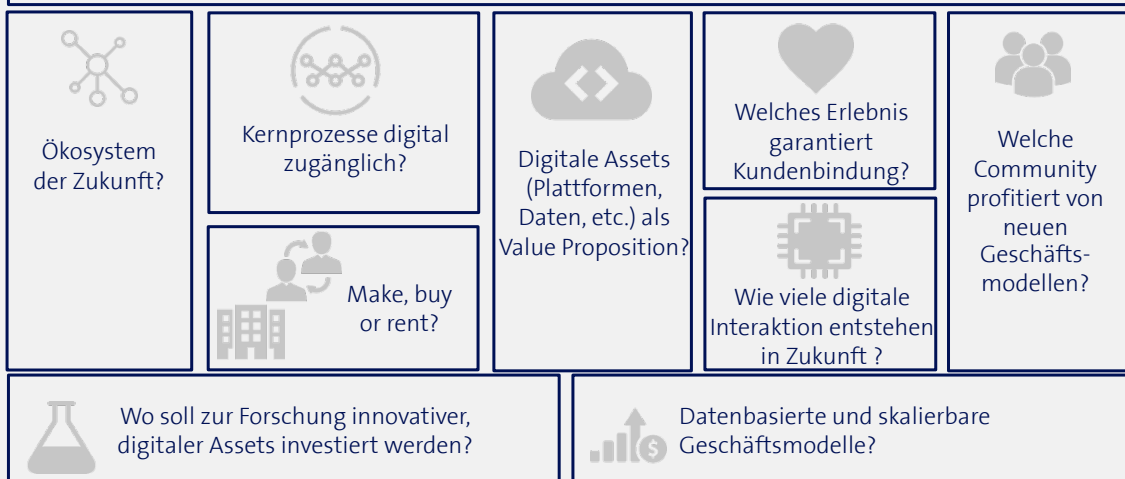 Ökosystem
der Zukunft?
Kernprozesse digital
zugänglich?
Make, buy
or rent?
Digitale Assets
(Plattformen,
Daten, etc.) als
Value Proposition?
Welches Erlebnis
garantiert
Kundenbindung?
Wie viele digitale
Interaktion entstehen
in Zukunft ?
Welche
Community
profitiert von
neuen
Geschäfts-
modellen?
Wo soll zur Forschung innovativer,
digitaler Assets investiert werden?
$
Datenbasierte und skalierbare
Geschäftsmodelle?